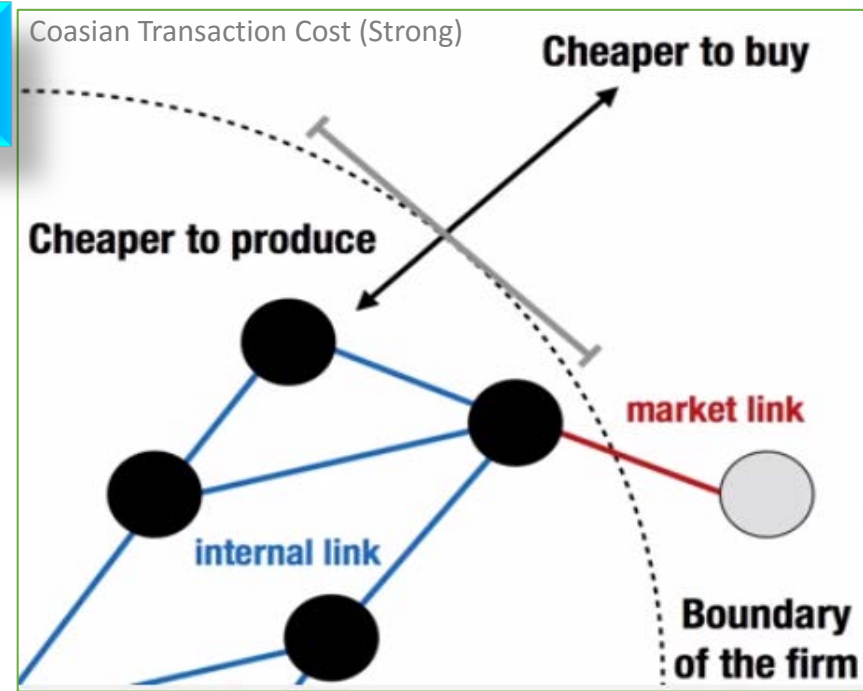 Coasian Transaction Cost (Strong)
Cheaper to buy
Cheaper to produce
market link
internal link
Boundary
of the firm